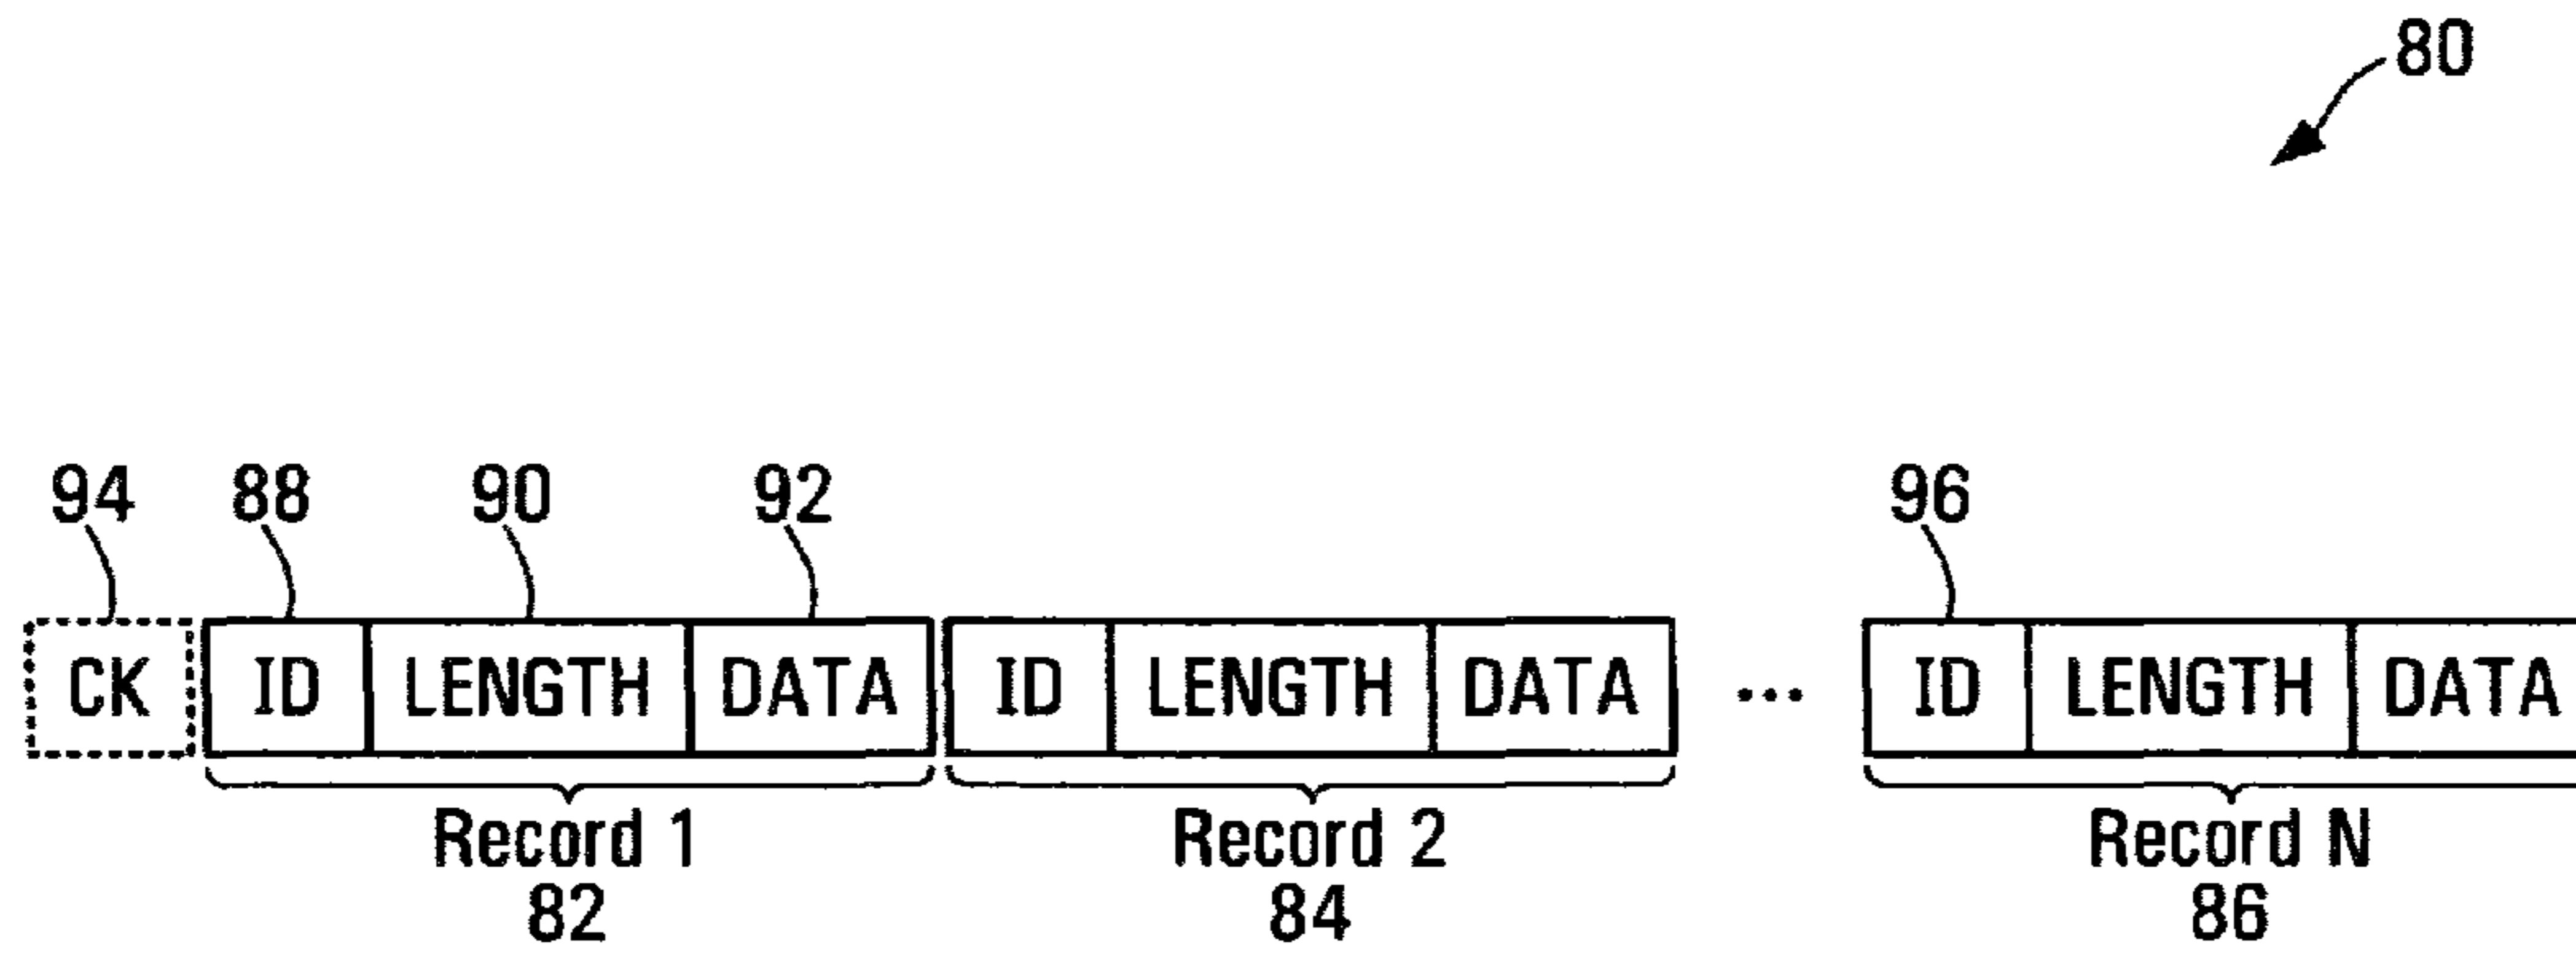 80
94 88 90 92 96
CK ID LENGTH DATA ID LENGTH DATA ... ID LENGTH DATA
Record 1 Record 2 Record N
82 84 86